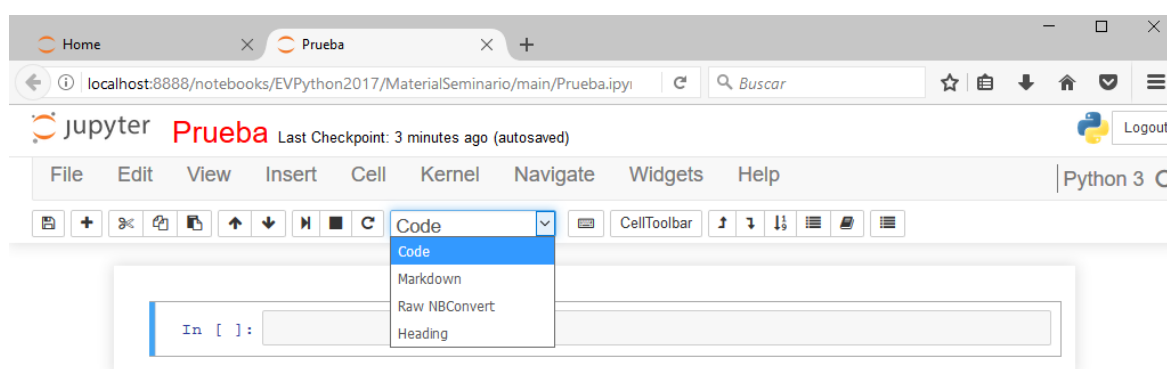 Home Prueba
localhost:8888/notebooks/EVPython2017/MaterialSeminario/main/Prueba.ipyn Buscar
jupyter Prueba Last Checkpoint: 3 minutes ago (autosaved) Logout
File Edit View Insert Cell Kernel Navigate Widgets Help Python 3
Code CellToolbar
Code
Markdown
Raw NBConvert
In [ ]:
Heading